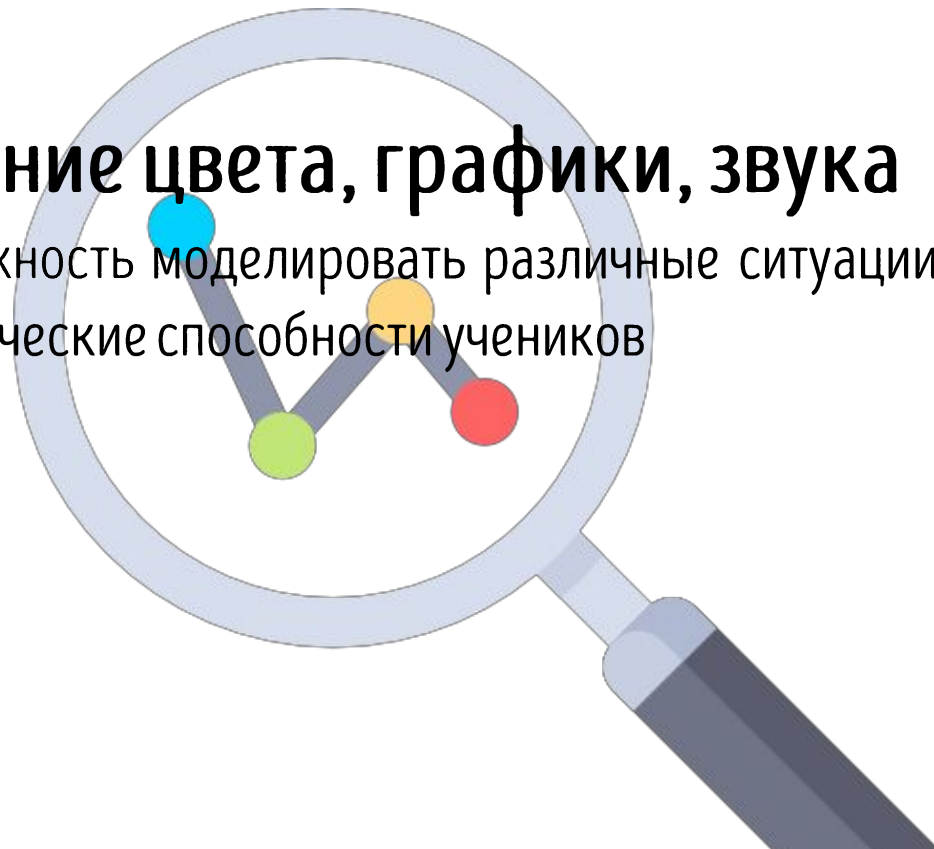 ние цвета, графики, звука
жность моделировать различные ситуации
ческие способности учеников